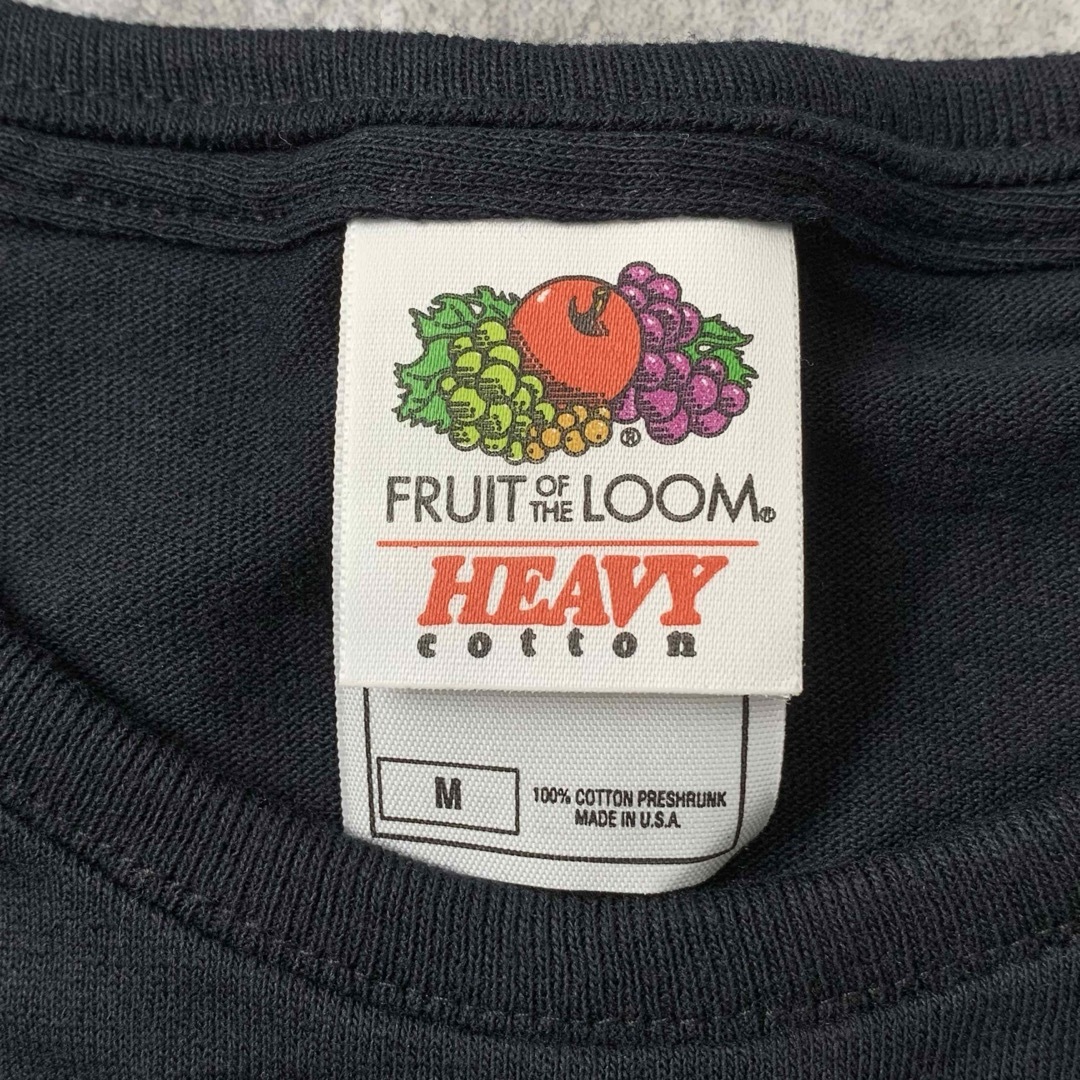 ®
FRUIT OF THE LOOM®
HEAVY
cotton
M
100% COTTON PRESHRUNK
MADE IN U.S.A.